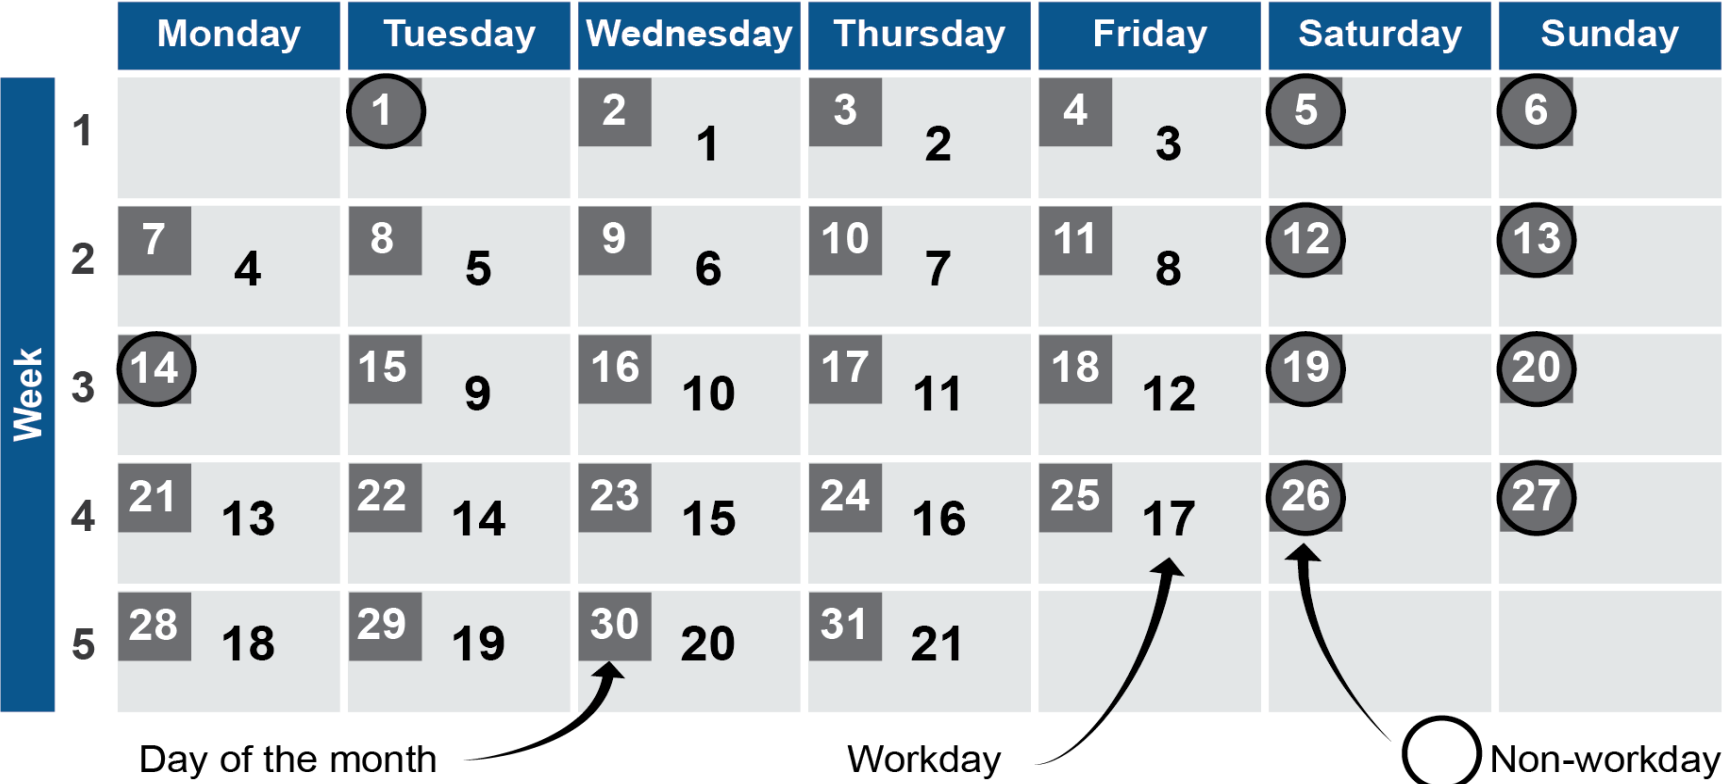 Monday Tuesday Wednesday Thursday Friday Saturday Sunday
Week
1 1 2 1 3 2 4 3 5 6
2 7 4 8 5 9 6 10 7 11 8 12 13
3 14 15 9 16 10 17 11 18 12 19 20
4 21 13 22 14 23 15 24 16 25 17 26 27
5 28 18 29 19 30 20 31 21
Day of the month Workday Non-workday